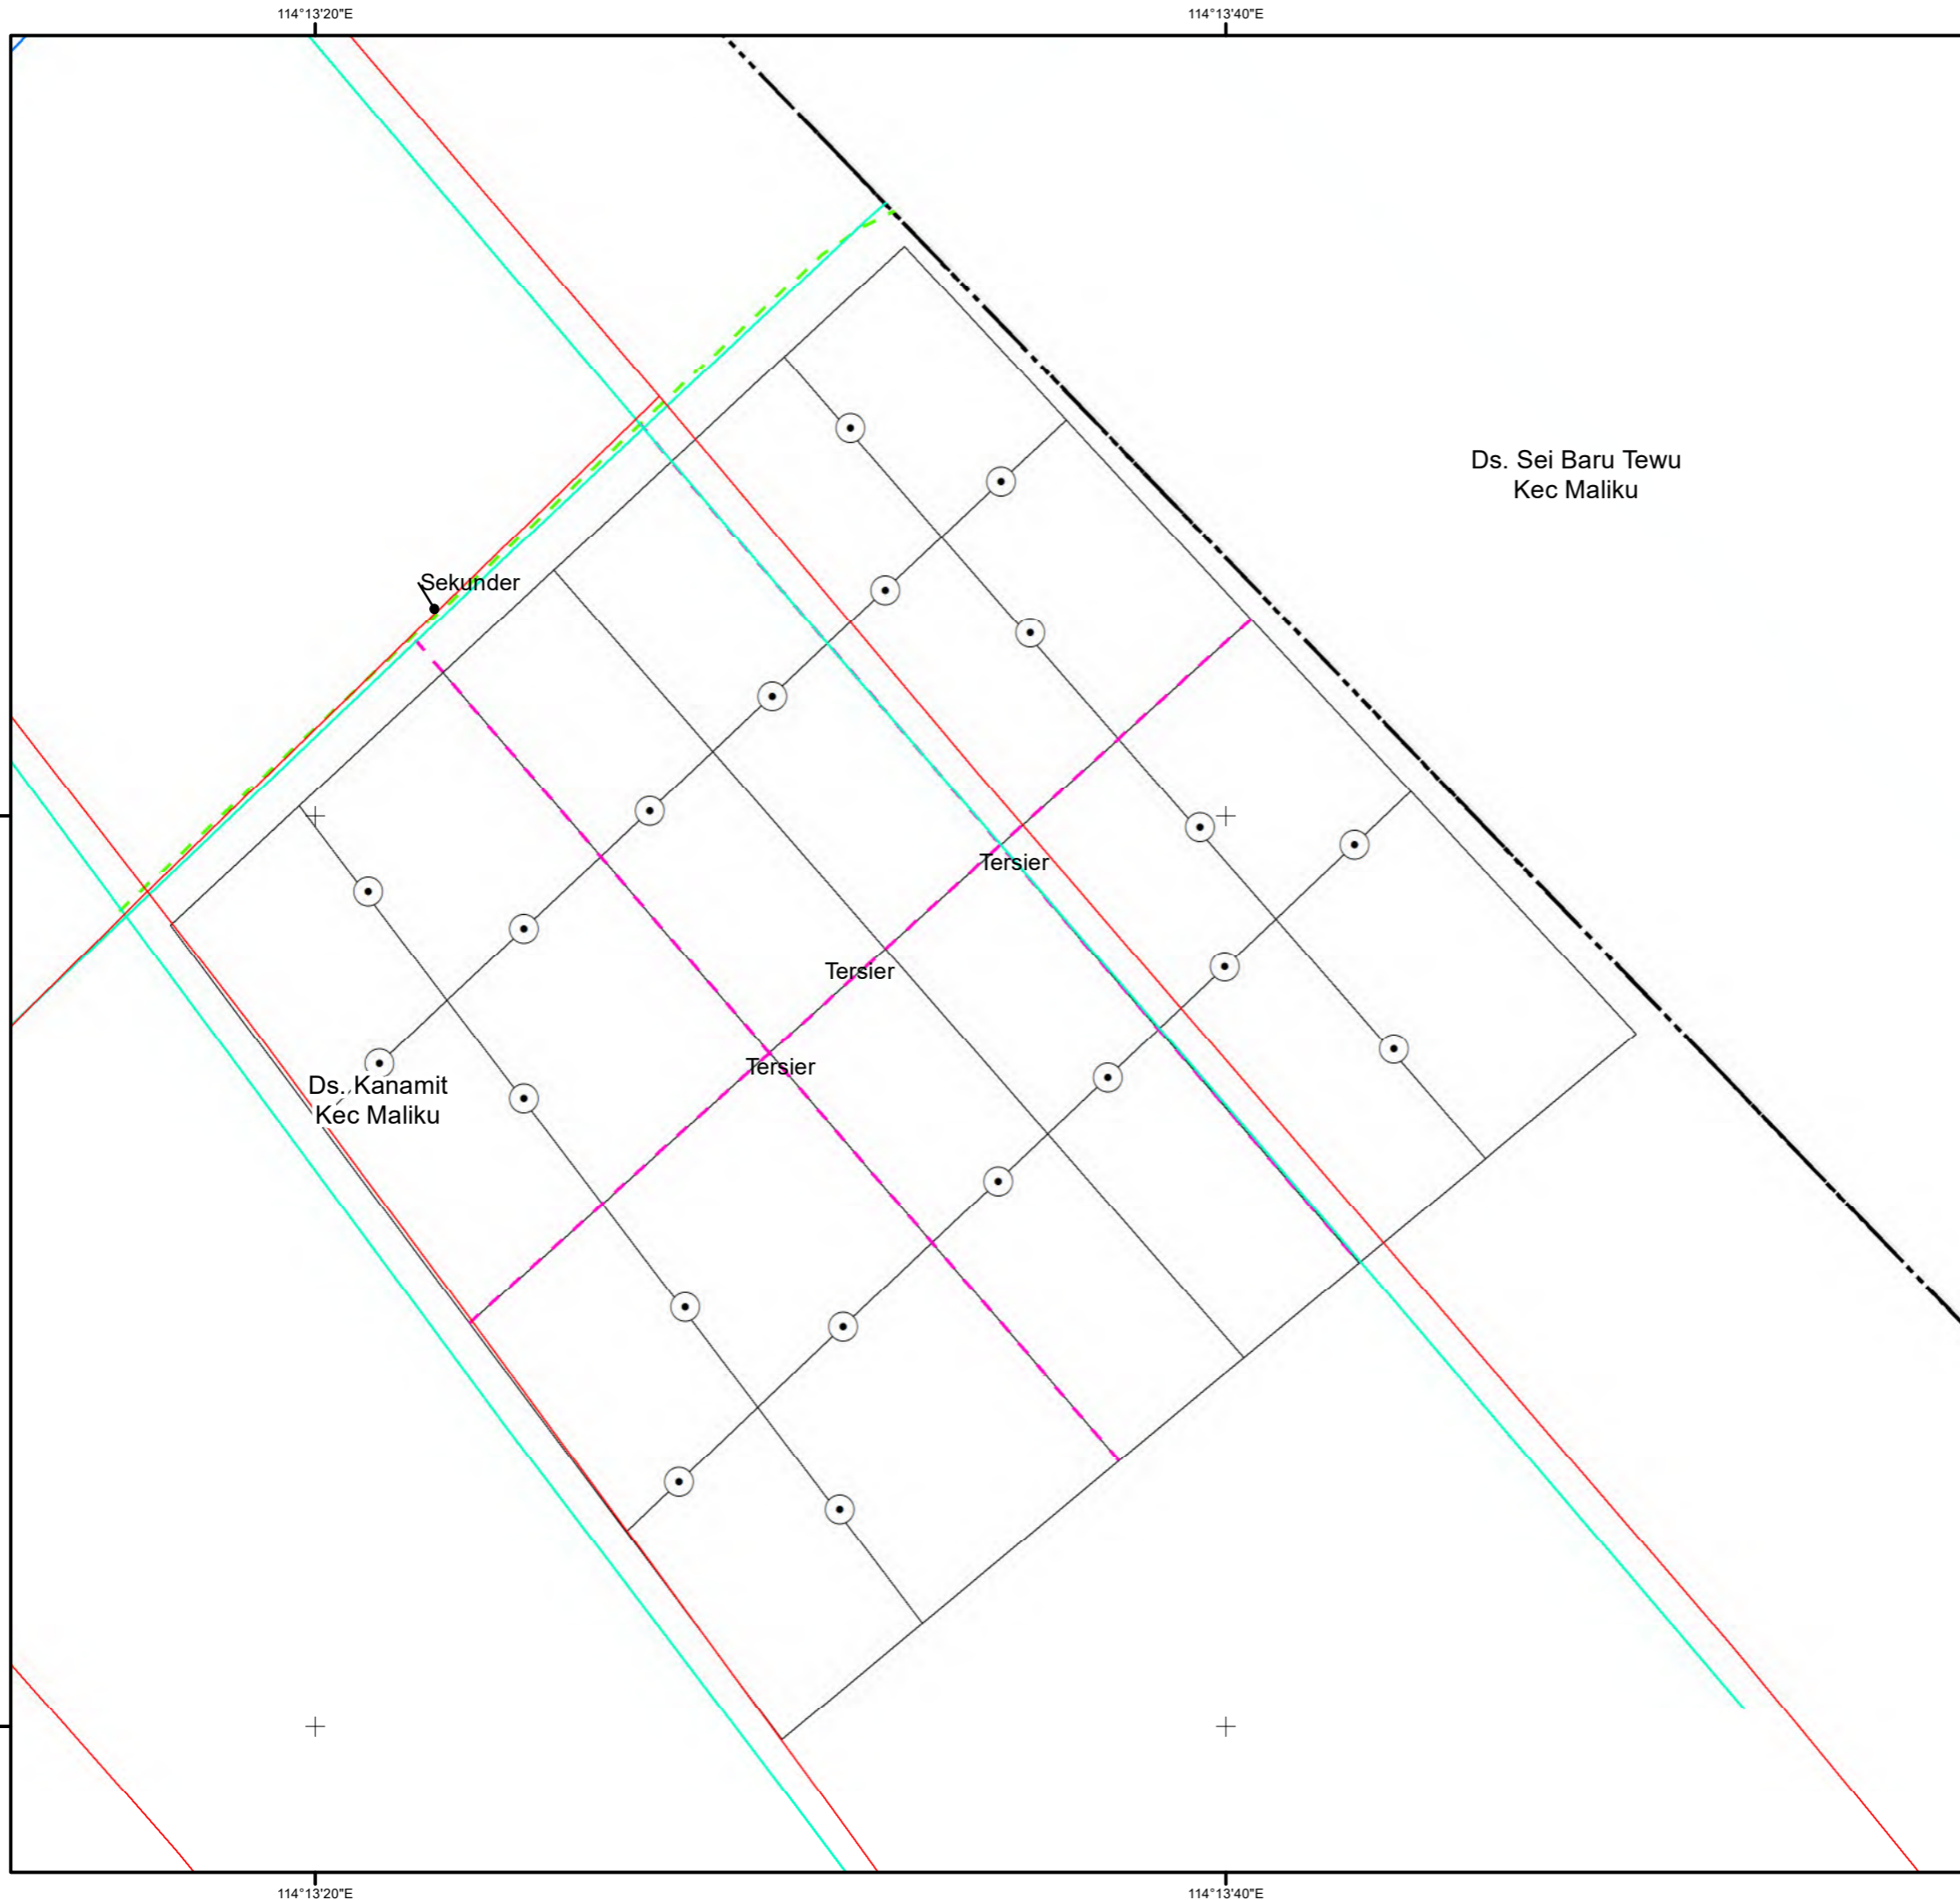 114°13'20"E
114°13'40"E
Ds. Sei Baru Tewu
Kec Maliku
Sekunder
Tersier
Tersier
Tersier
Ds. Kanamit
Kec Maliku
114°13'20"E
114°13'40"E